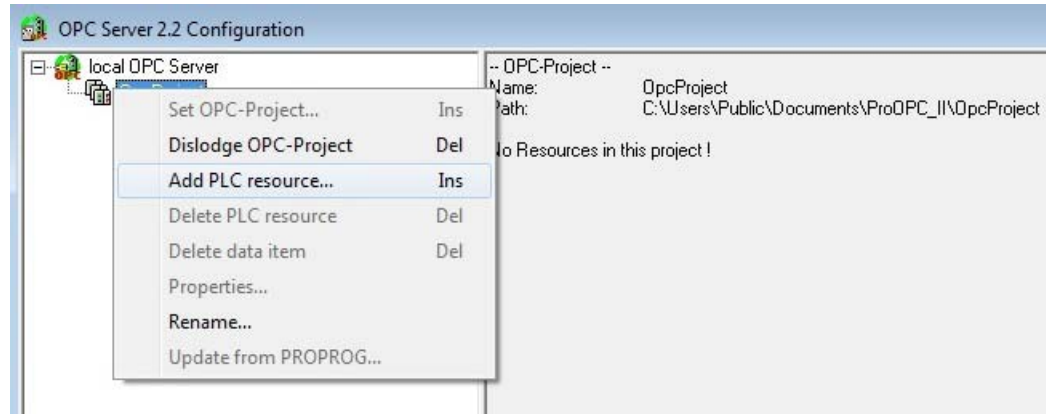 OPC Server 2.2 Configuration
local OPC Server
-- OPC-Project --
Name: OpcProject
Path: C:\Users\Public\Documents\ProOPC_II\OpcProject
No Resources in this project !
Set OPC-Project... Ins
Dislodge OPC-Project Del
Add PLC resource... Ins
Delete PLC resource Del
Delete data item Del
Properties...
Rename...
Update from PROPROG...